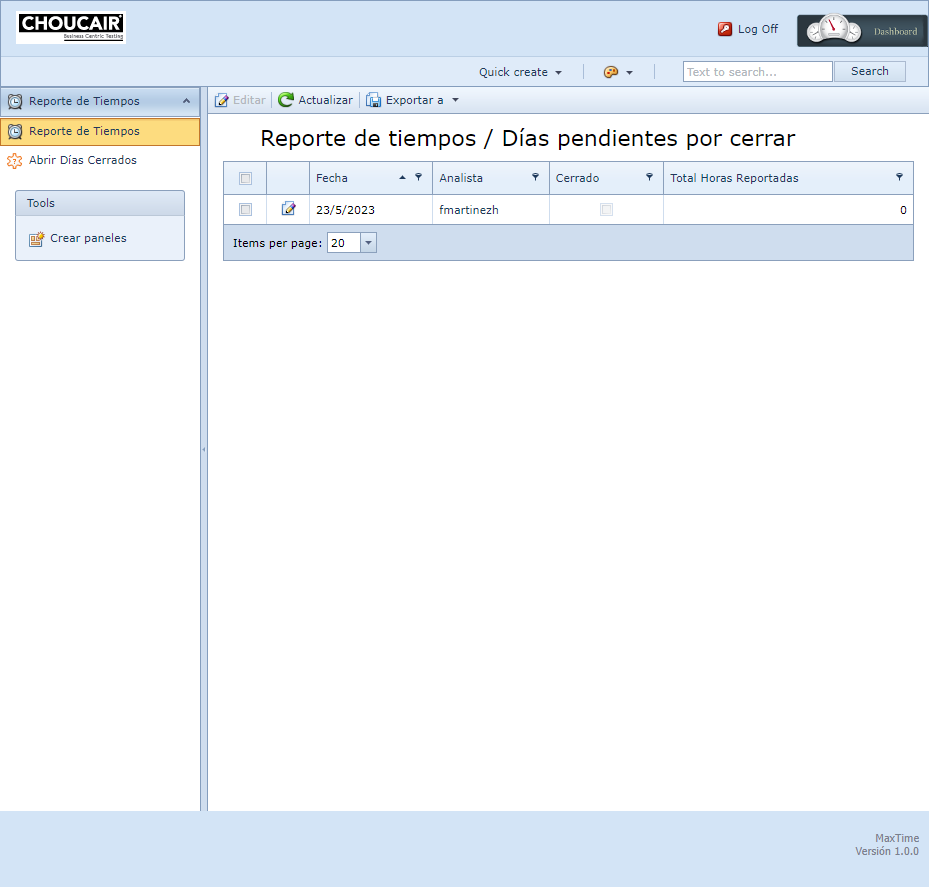 CHOUCAIR
Business Centric Testing
Log Off
Dashboard
Quick create
Text to search...
Search
Reporte de Tiempos
Editar
Actualizar
Exportar a
Reporte de Tiempos
Abrir Días Cerrados
Tools
Crear paneles
Reporte de tiempos / Días pendientes por cerrar
Fecha Analista Cerrado Total Horas Reportadas
23/5/2023 fmartinezh 0
Items per page: 20
MaxTime
Versión 1.0.0